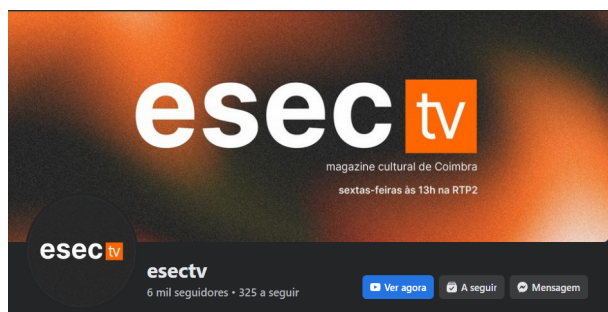 esec tv
magazine cultural de Coimbra
sextas-feiras às 13h na RTP2
esec tv
esectv
6 mil seguidores • 325 a seguir
Ver agora
A seguir
Mensagem